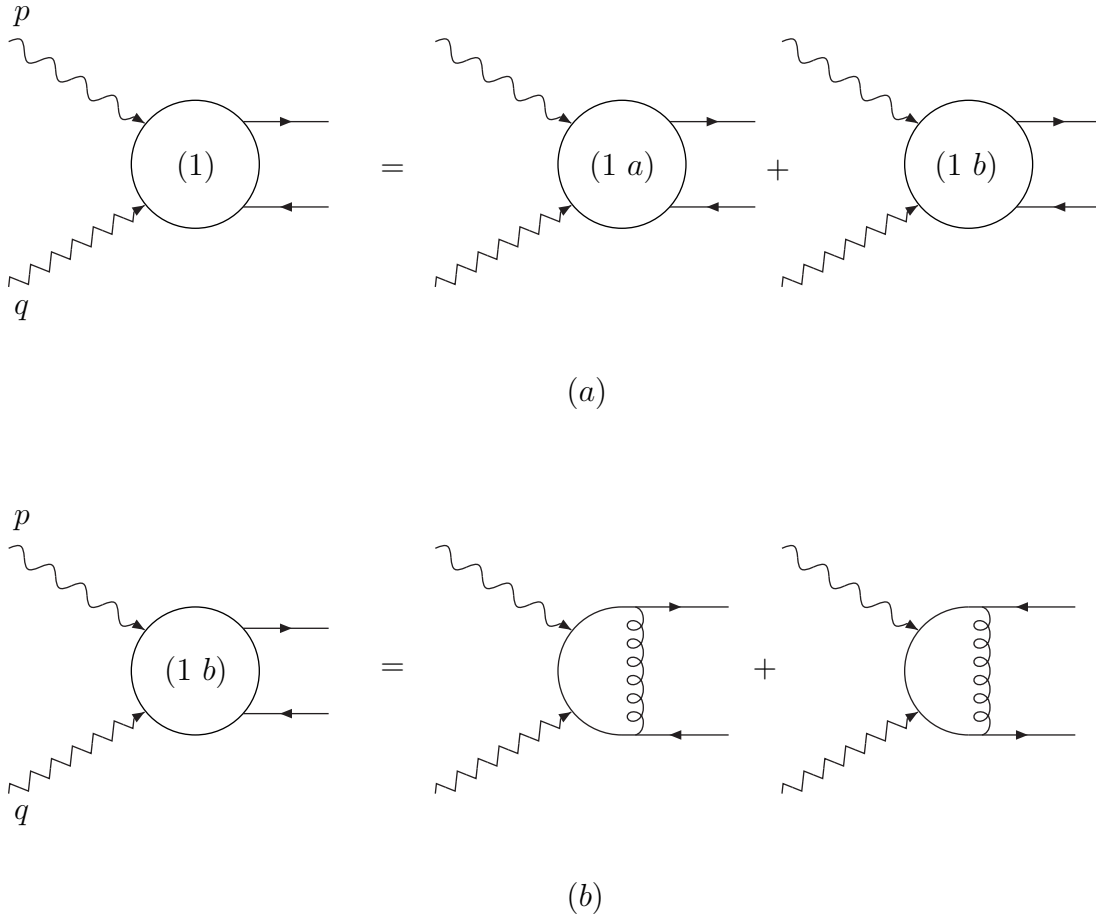 p
(1) = (1 a) + (1 b)
q
(a)
p
(1 b) = +
q
(b)